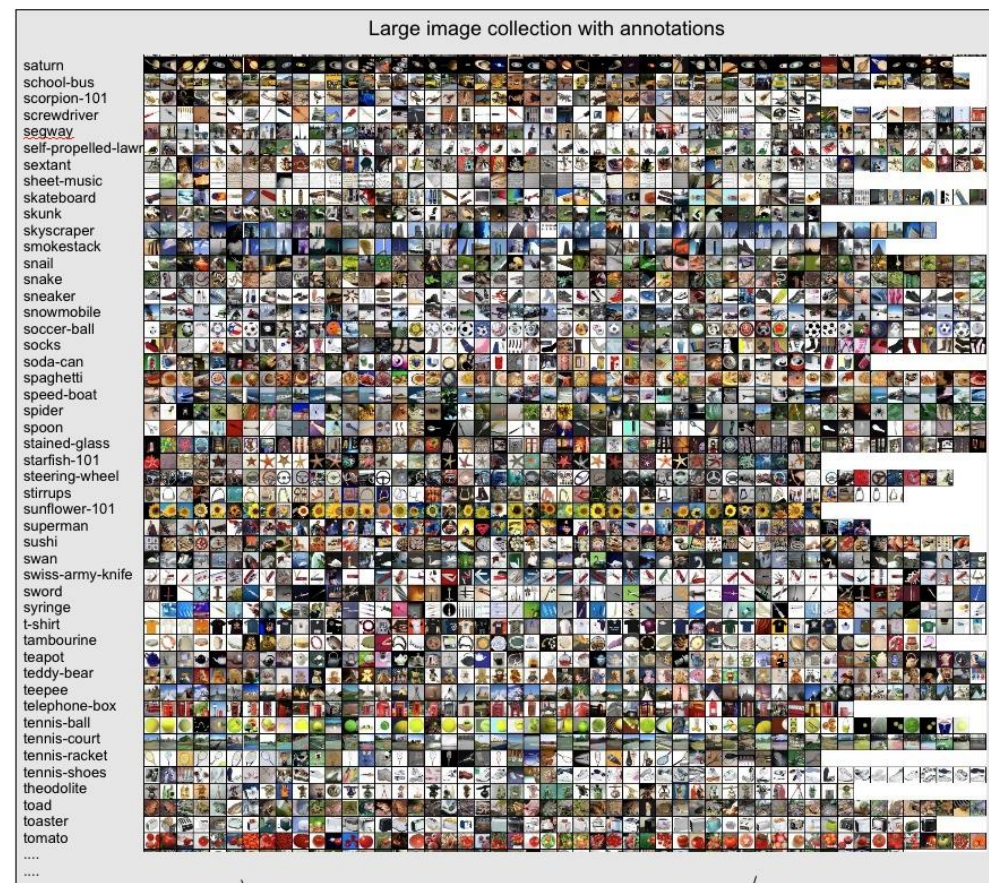 Large image collection with annotations
saturn
school-bus
scorpion-101
screwdriver
segway
self-propelled-lawn
sextant
sheet-music
skateboard
skunk
skyscraper
smokestack
snail
snake
sneaker
snowmobile
soccer-ball
socks
soda-can
spaghetti
speed-boat
spider
spoon
stained-glass
starfish-101
steering-wheel
stirrups
sunflower-101
superman
sushi
swan
swiss-army-knife
sword
syringe
t-shirt
tambourine
teapot
teddy-bear
teepee
telephone-box
tennis-ball
tennis-court
tennis-racket
tennis-shoes
theodolite
toad
toaster
tomato
....
....